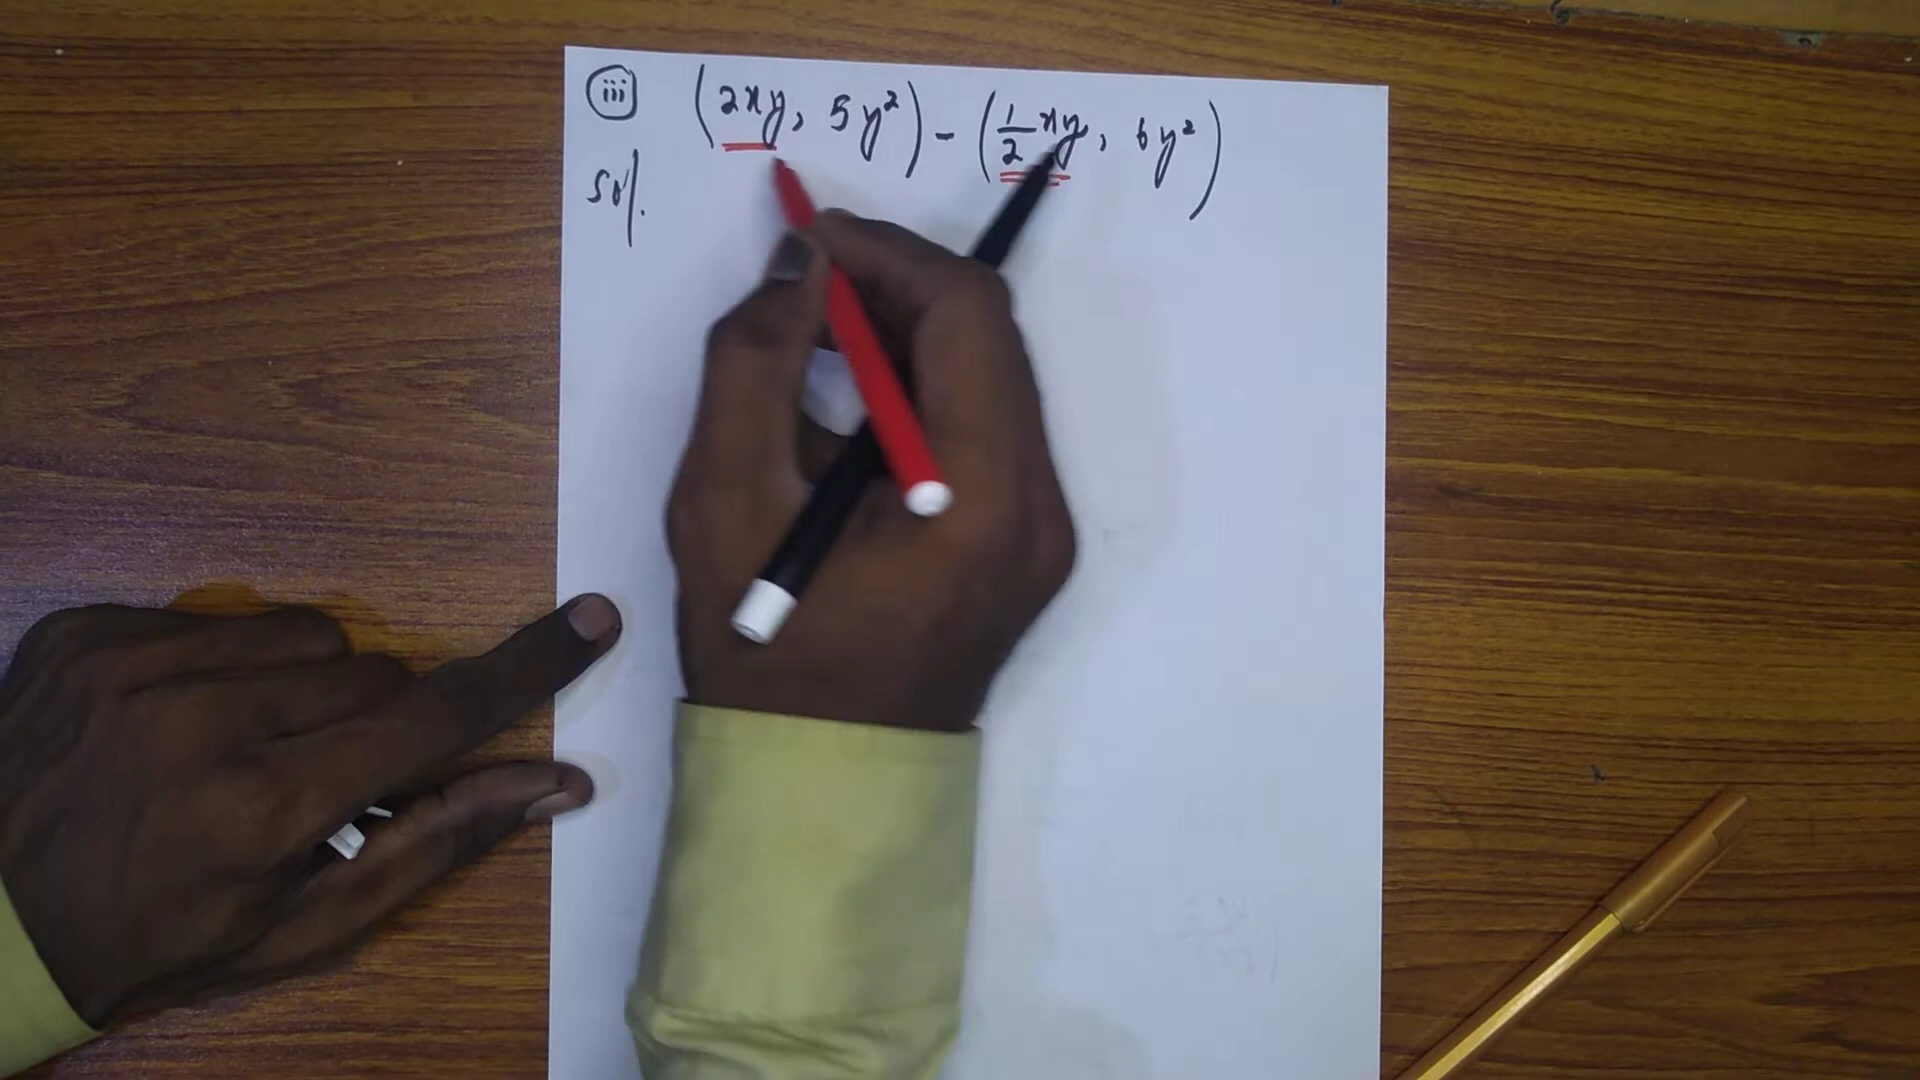 (iii) (2xy, 5y²) - (1/2 xy, 6y²)
Sol.